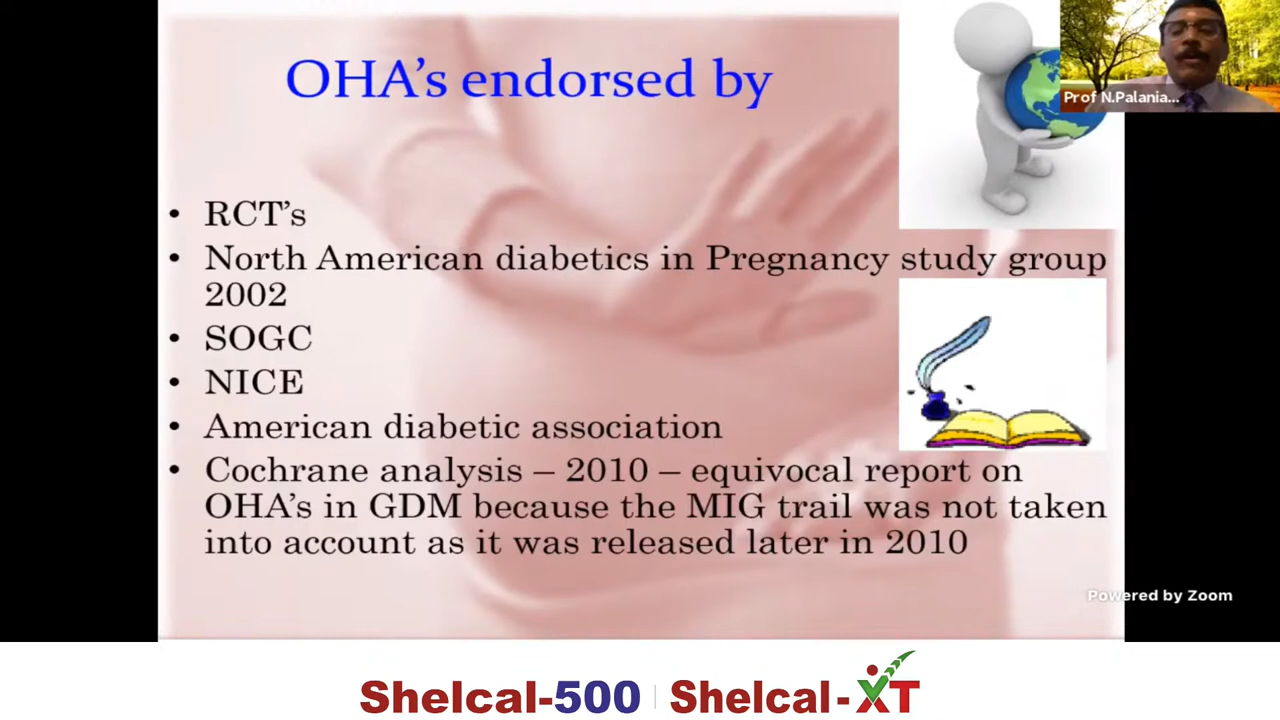 OHA's endorsed by
Prof N.Palania...
• RCT's
• North American diabetics in Pregnancy study group
2002
• SOGC
• NICE
• American diabetic association
• Cochrane analysis – 2010 – equivocal report on
OHA's in GDM because the MIG trail was not taken
into account as it was released later in 2010
Powered by Zoom
Shelcal-500 | Shelcal-XT